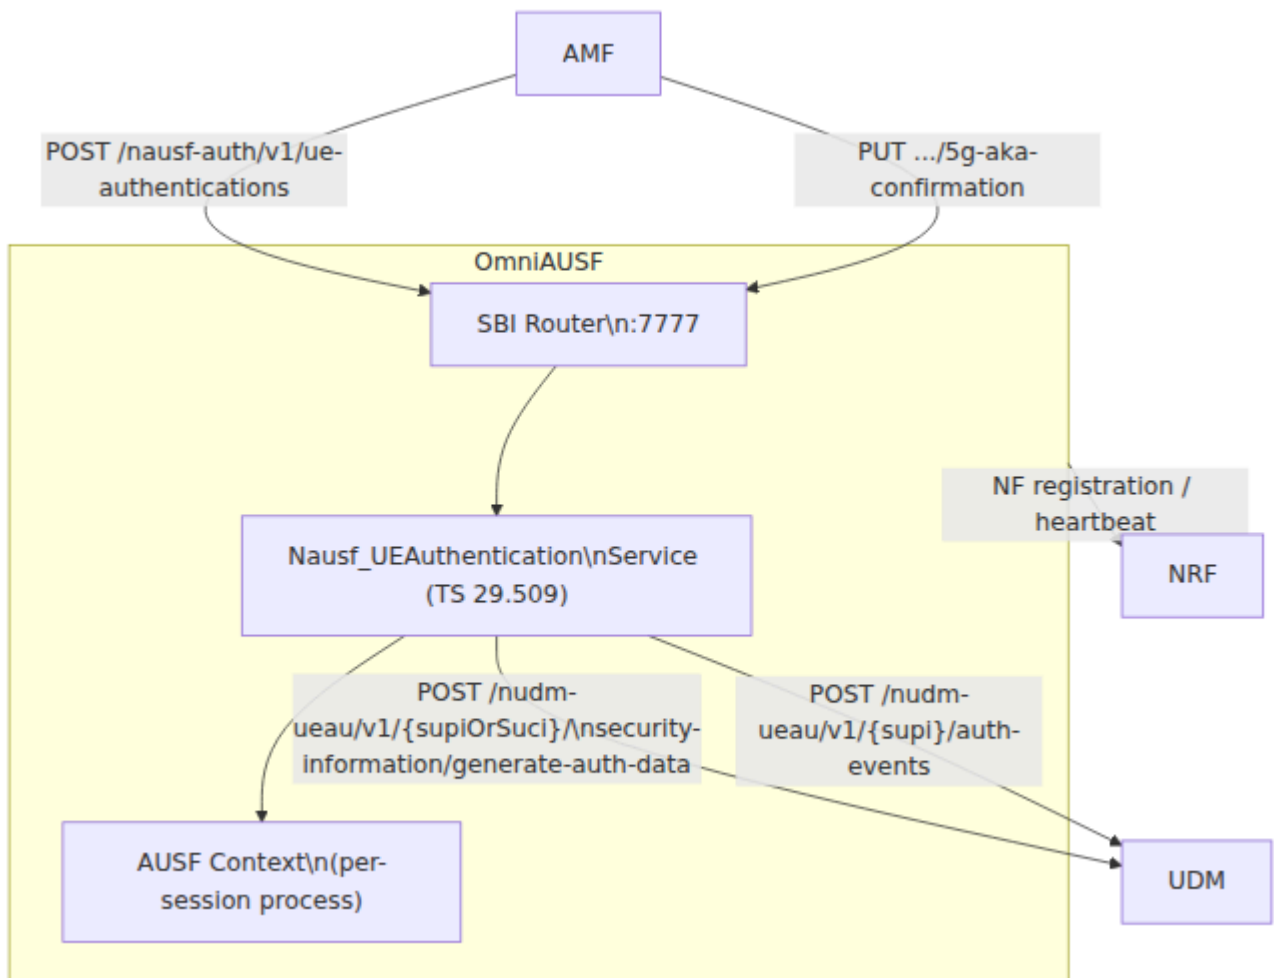 AMF
POST /nausf-auth/v1/ue-
authentications
PUT .../5g-aka-
confirmation
OmniAUSF
SBI Router\n:7777
NF registration /
heartbeat
Nausf_UEAuthentication\nService
(TS 29.509)
NRF
POST /nudm-
ueau/v1/{supiOrSuci}/\nsecurity-
information/generate-auth-data
POST /nudm-
ueau/v1/{supi}/auth-
events
AUSF Context\n(per-
session process)
UDM